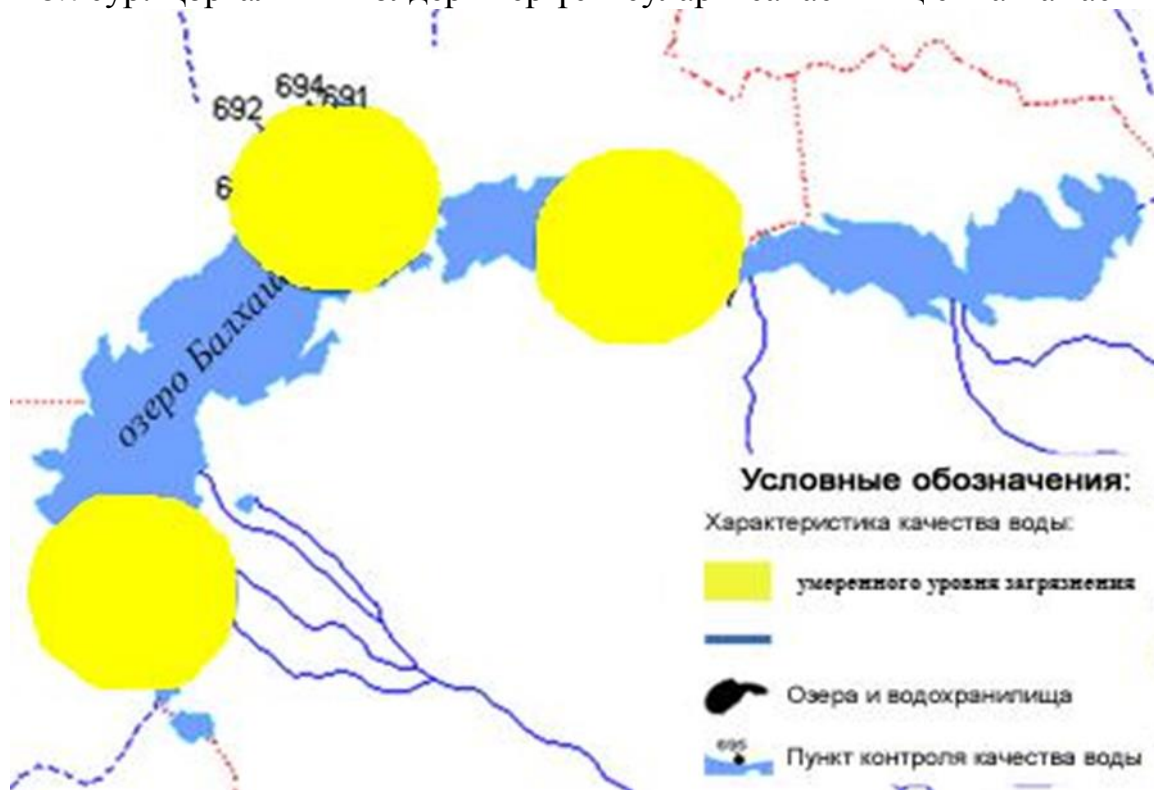 694 691
692
6
озеро Балхаш
Условные обозначения:
Характеристика качества воды:
умеренного уровня загрязнения
Озера и водохранилища
695
Пункт контроля качества воды